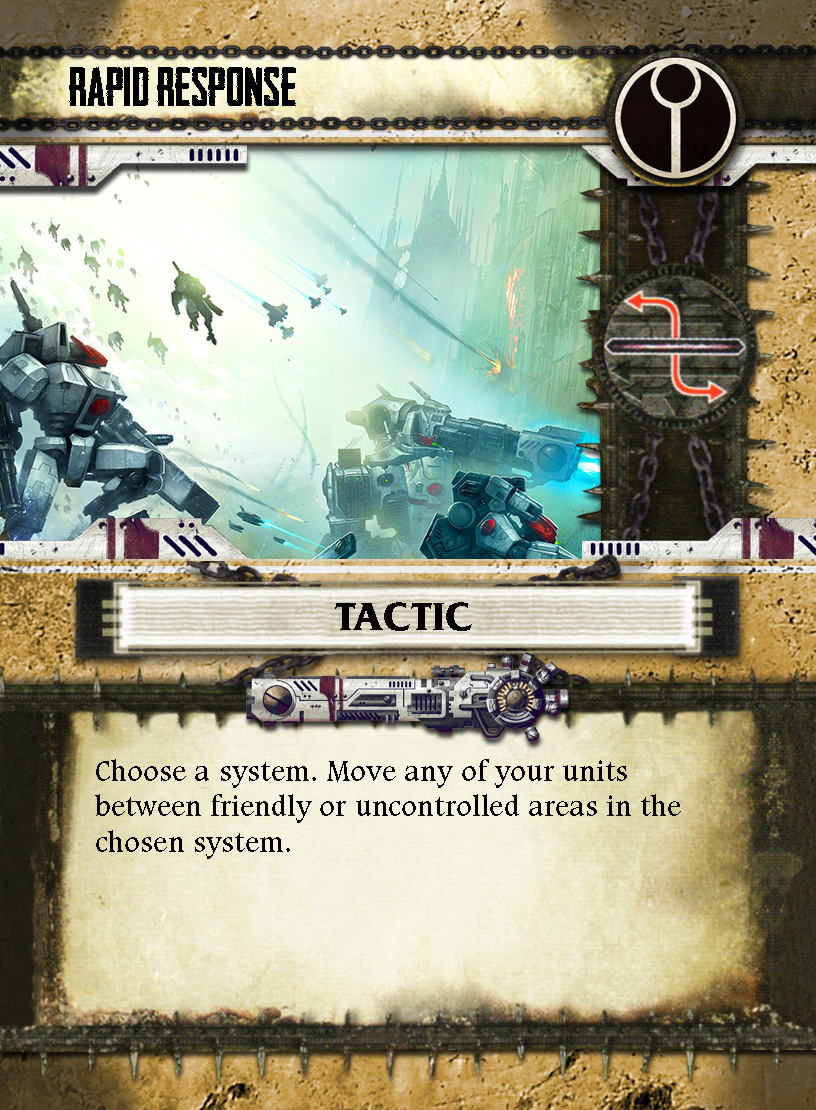 RAPID RESPONSE
TACTIC
Choose a system. Move any of your units
between friendly or uncontrolled areas in the
chosen system.